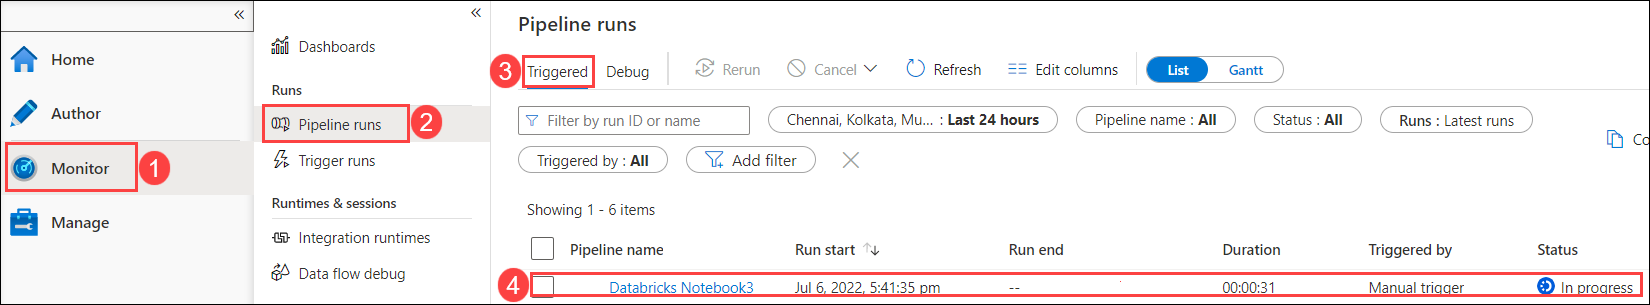 «
Home
Author
Monitor
1
Manage
«
Dashboards
Runs
Pipeline runs
2
Trigger runs
Runtimes & sessions
Integration runtimes
Data flow debug
Pipeline runs
3
Triggered Debug Rerun Cancel Refresh Edit columns List Gantt
Filter by run ID or name Chennai, Kolkata, Mu... : Last 24 hours Pipeline name : All Status : All Runs : Latest runs
Co
Triggered by : All Add filter
Showing 1 - 6 items
Pipeline name Run start ↑↓ Run end Duration Triggered by Status
4
Databricks Notebook3 Jul 6, 2022, 5:41:35 pm -- 00:00:31 Manual trigger In progress